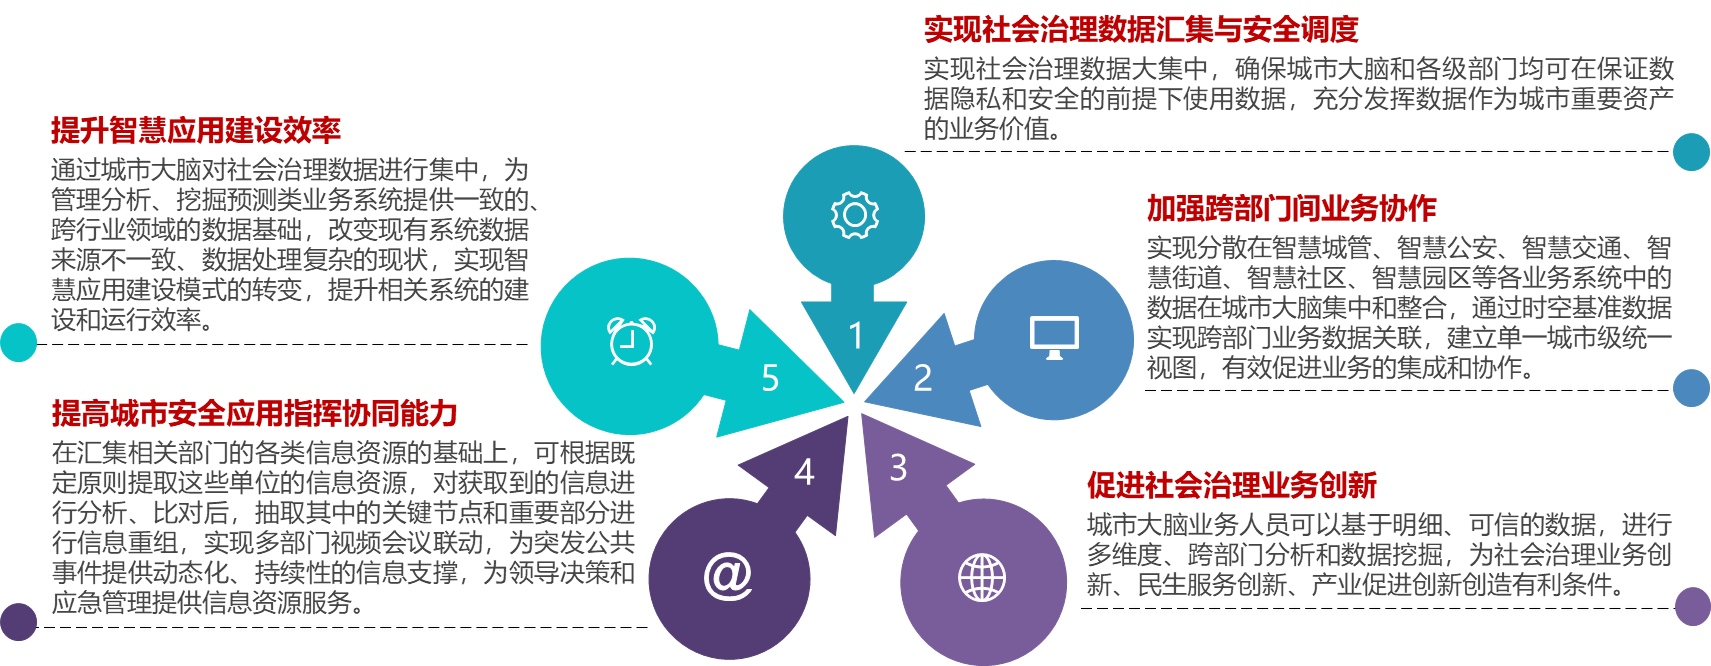 实现社会治理数据汇集与安全调度
实现社会治理数据大集中，确保城市大脑和各级部门均可在保证数
据隐私和安全的前提下使用数据，充分发挥数据作为城市重要资产
的业务价值。
加强跨部门间业务协作
实现分散在智慧城管、智慧公安、智慧交通、智
慧街道、智慧社区、智慧园区等各业务系统中的
数据在城市大脑集中和整合，通过时空基准数据
实现跨部门业务数据关联，建立单一城市级统一
视图，有效促进业务的集成和协作。
促进社会治理业务创新
城市大脑业务人员可以基于明细、可信的数据，进行
多维度、跨部门分析和数据挖掘，为社会治理业务创
新、民生服务创新、产业促进创新创造有利条件。
提高城市安全应用指挥协同能力
在汇集相关部门的各类信息资源的基础上，可根据既
定原则提取这些单位的信息资源，对获取到的信息进
行分析、比对后，抽取其中的关键节点和重要部分进
行信息重组，实现多部门视频会议联动，为突发公共
事件提供动态化、持续性的信息支撑，为领导决策和
应急管理提供信息资源服务。
提升智慧应用建设效率
通过城市大脑对社会治理数据进行集中，为
管理分析、挖掘预测类业务系统提供一致的、
跨行业领域的数据基础，改变现有系统数据
来源不一致、数据处理复杂的现状，实现智
慧应用建设模式的转变，提升相关系统的建
设和运行效率。
1
2
3
4
5
@